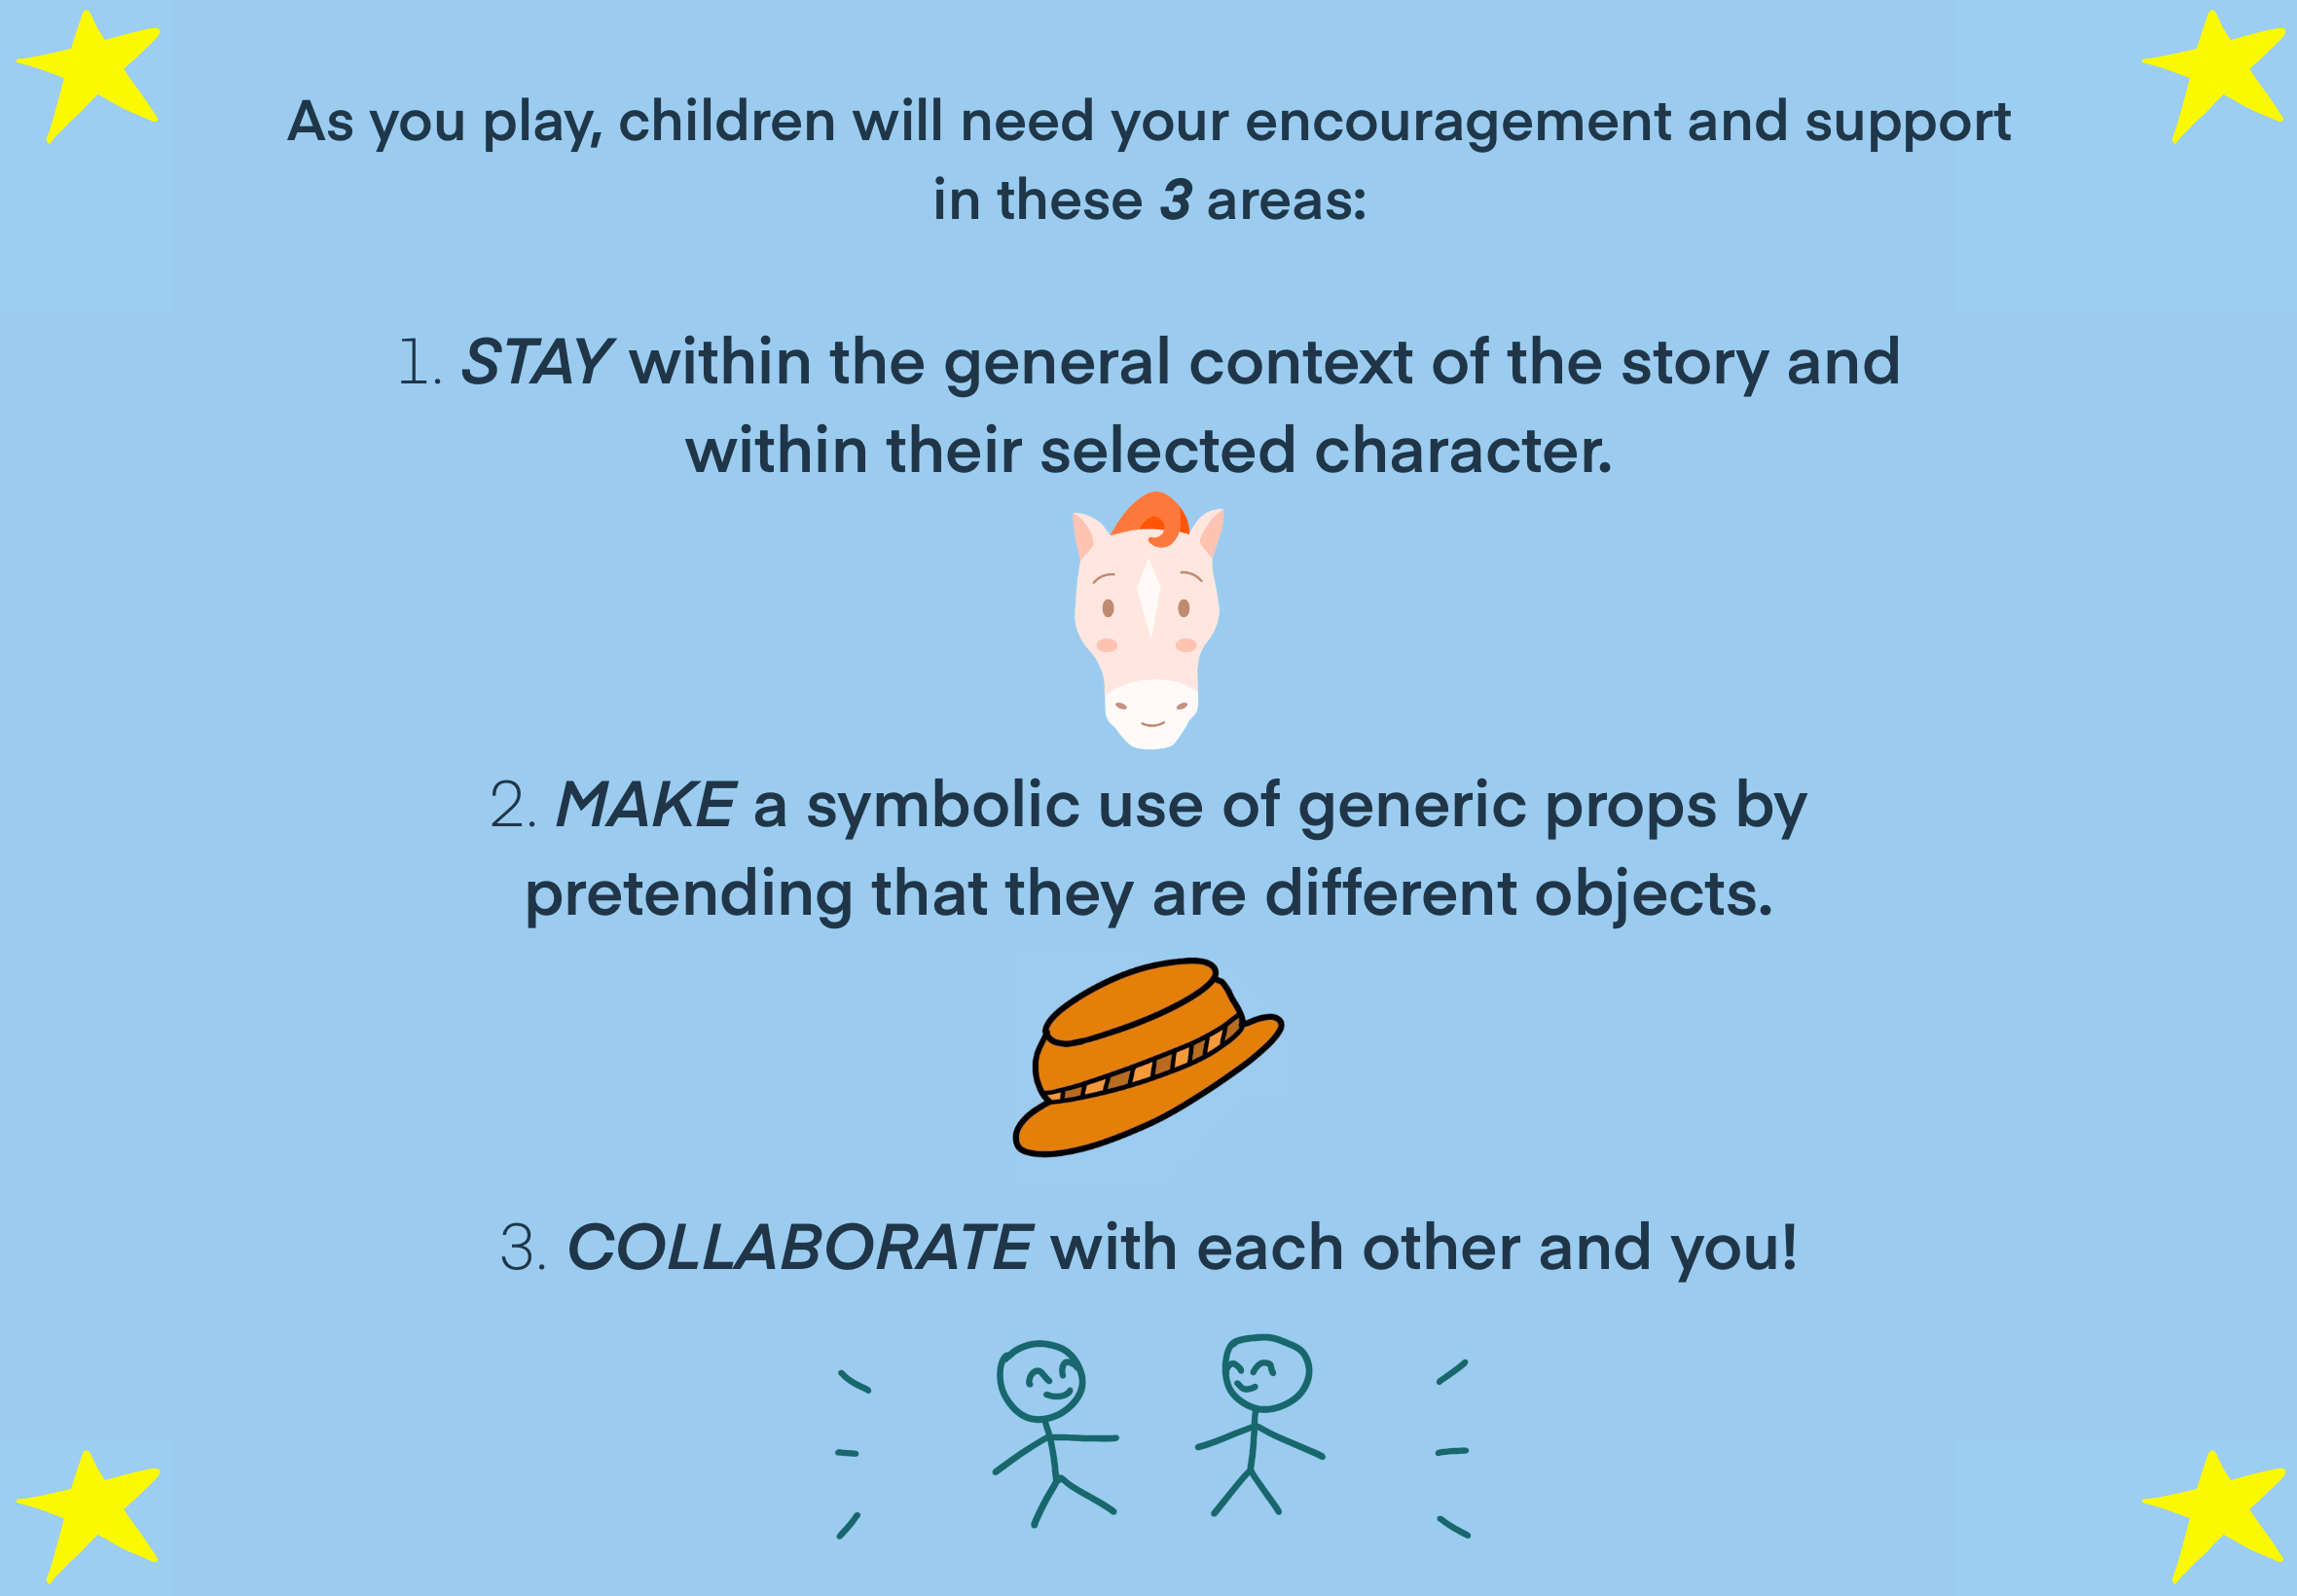 As you play, children will need your encouragement and support
in these 3 areas:
1. STAY within the general context of the story and
within their selected character.
2. MAKE a symbolic use of generic props by
pretending that they are different objects.
3. COLLABORATE with each other and you!